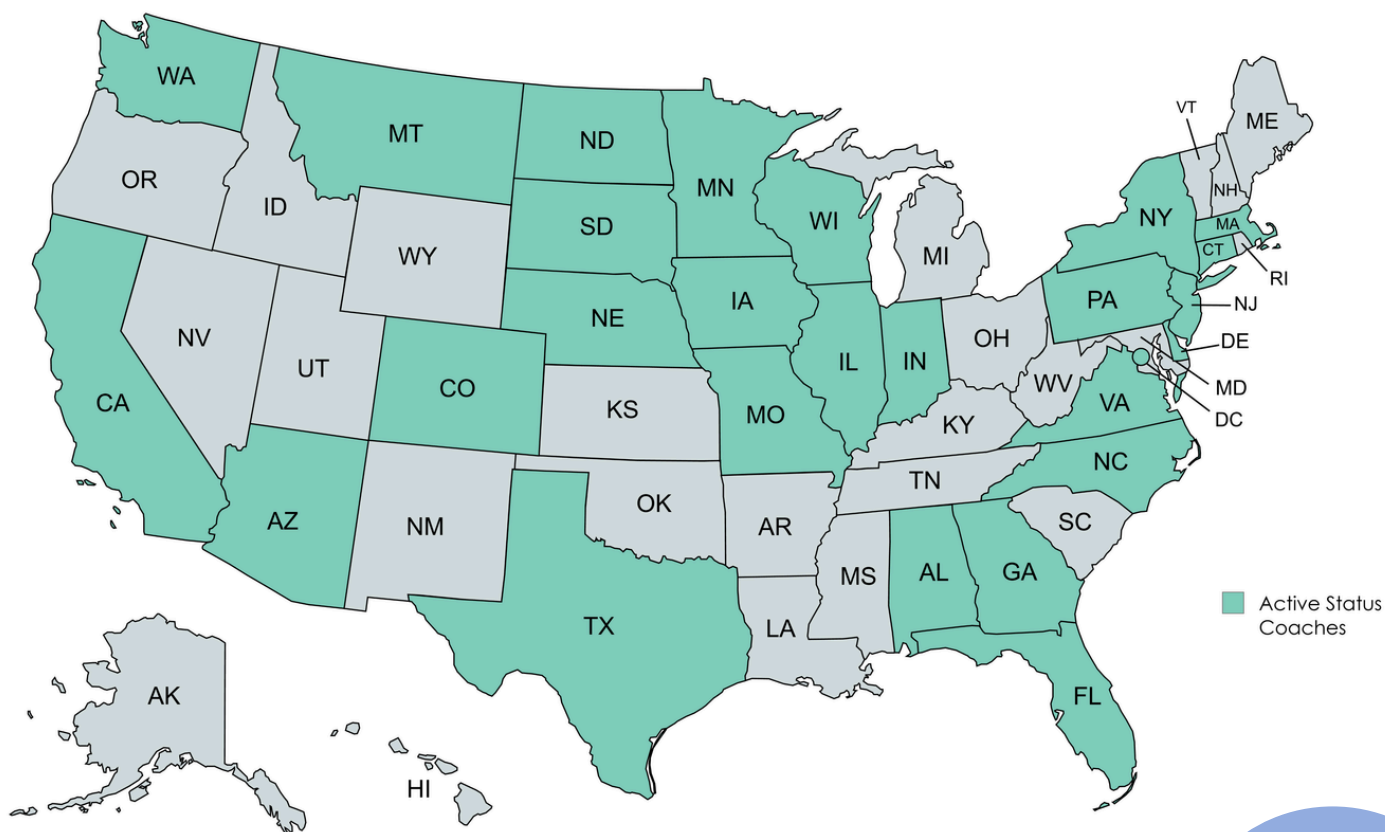 WA
MT
ND
MN
VT
ME
OR
ID
SD
WI
NY
NH
MA
WY
MI
CT
RI
NE
IA
PA
NJ
NV
UT
CO
IL
IN
OH
DE
CA
KS
MO
WV
VA
MD
DC
KY
NC
AZ
NM
OK
AR
TN
SC
MS
AL
GA
TX
LA
Active Status
Coaches
AK
FL
HI